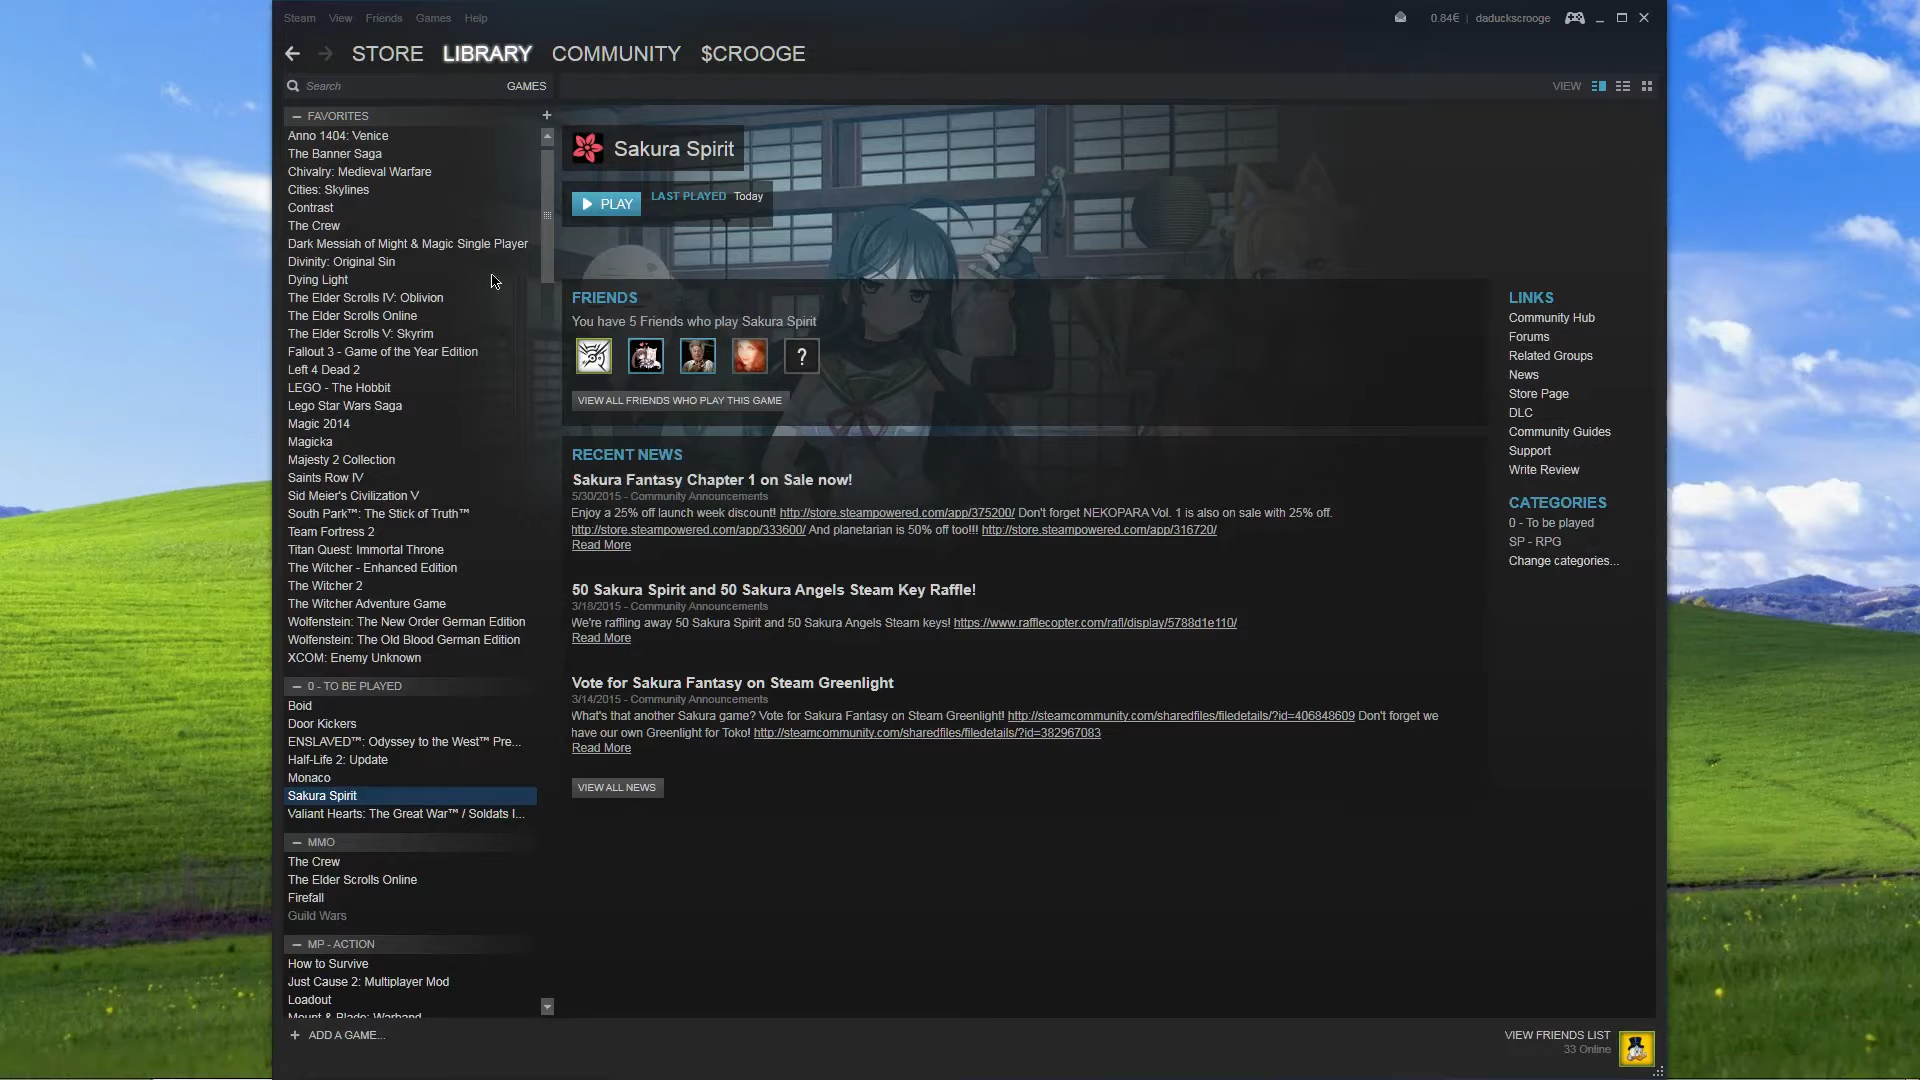 Steam View Friends Games Help
0.84€ | daduckscrooge
STORE LIBRARY COMMUNITY $CROOGE
Search GAMES
VIEW
— FAVORITES +
Anno 1404: Venice
The Banner Saga
Chivalry: Medieval Warfare
Cities: Skylines
Contrast
The Crew
Dark Messiah of Might & Magic Single Player
Divinity: Original Sin
Dying Light
The Elder Scrolls IV: Oblivion
The Elder Scrolls Online
The Elder Scrolls V: Skyrim
Fallout 3 - Game of the Year Edition
Left 4 Dead 2
LEGO - The Hobbit
Lego Star Wars Saga
Magic 2014
Magicka
Majesty 2 Collection
Saints Row IV
Sid Meier's Civilization V
South Park™: The Stick of Truth™
Team Fortress 2
Titan Quest: Immortal Throne
The Witcher - Enhanced Edition
The Witcher 2
The Witcher Adventure Game
Wolfenstein: The New Order German Edition
Wolfenstein: The Old Blood German Edition
XCOM: Enemy Unknown
— 0 - TO BE PLAYED
Boid
Door Kickers
ENSLAVED™: Odyssey to the West™ Pre...
Half-Life 2: Update
Monaco
Sakura Spirit
Valiant Hearts: The Great War™ / Soldats I...
— MMO
The Crew
The Elder Scrolls Online
Firefall
Guild Wars
— MP - ACTION
How to Survive
Just Cause 2: Multiplayer Mod
Loadout
Mount & Blade: Warband
+ ADD A GAME...
Sakura Spirit
PLAY LAST PLAYED Today
FRIENDS
You have 5 Friends who play Sakura Spirit
?
VIEW ALL FRIENDS WHO PLAY THIS GAME
RECENT NEWS
Sakura Fantasy Chapter 1 on Sale now!
5/30/2015 - Community Announcements
Enjoy a 25% off launch week discount! http://store.steampowered.com/app/375200/ Don't forget NEKOPARA Vol. 1 is also on sale with 25% off.
http://store.steampowered.com/app/333600/ And planetarian is 50% off too!!! http://store.steampowered.com/app/316720/
Read More
50 Sakura Spirit and 50 Sakura Angels Steam Key Raffle!
3/18/2015 - Community Announcements
We're raffling away 50 Sakura Spirit and 50 Sakura Angels Steam keys! https://www.rafflecopter.com/rafl/display/5788d1e110/
Read More
Vote for Sakura Fantasy on Steam Greenlight
3/14/2015 - Community Announcements
What's that another Sakura game? Vote for Sakura Fantasy on Steam Greenlight! http://steamcommunity.com/sharedfiles/filedetails/?id=406848609 Don't forget we
have our own Greenlight for Toko! http://steamcommunity.com/sharedfiles/filedetails/?id=382967083
Read More
VIEW ALL NEWS
LINKS
Community Hub
Forums
Related Groups
News
Store Page
DLC
Community Guides
Support
Write Review
CATEGORIES
0 - To be played
SP - RPG
Change categories...
VIEW FRIENDS LIST
33 Online